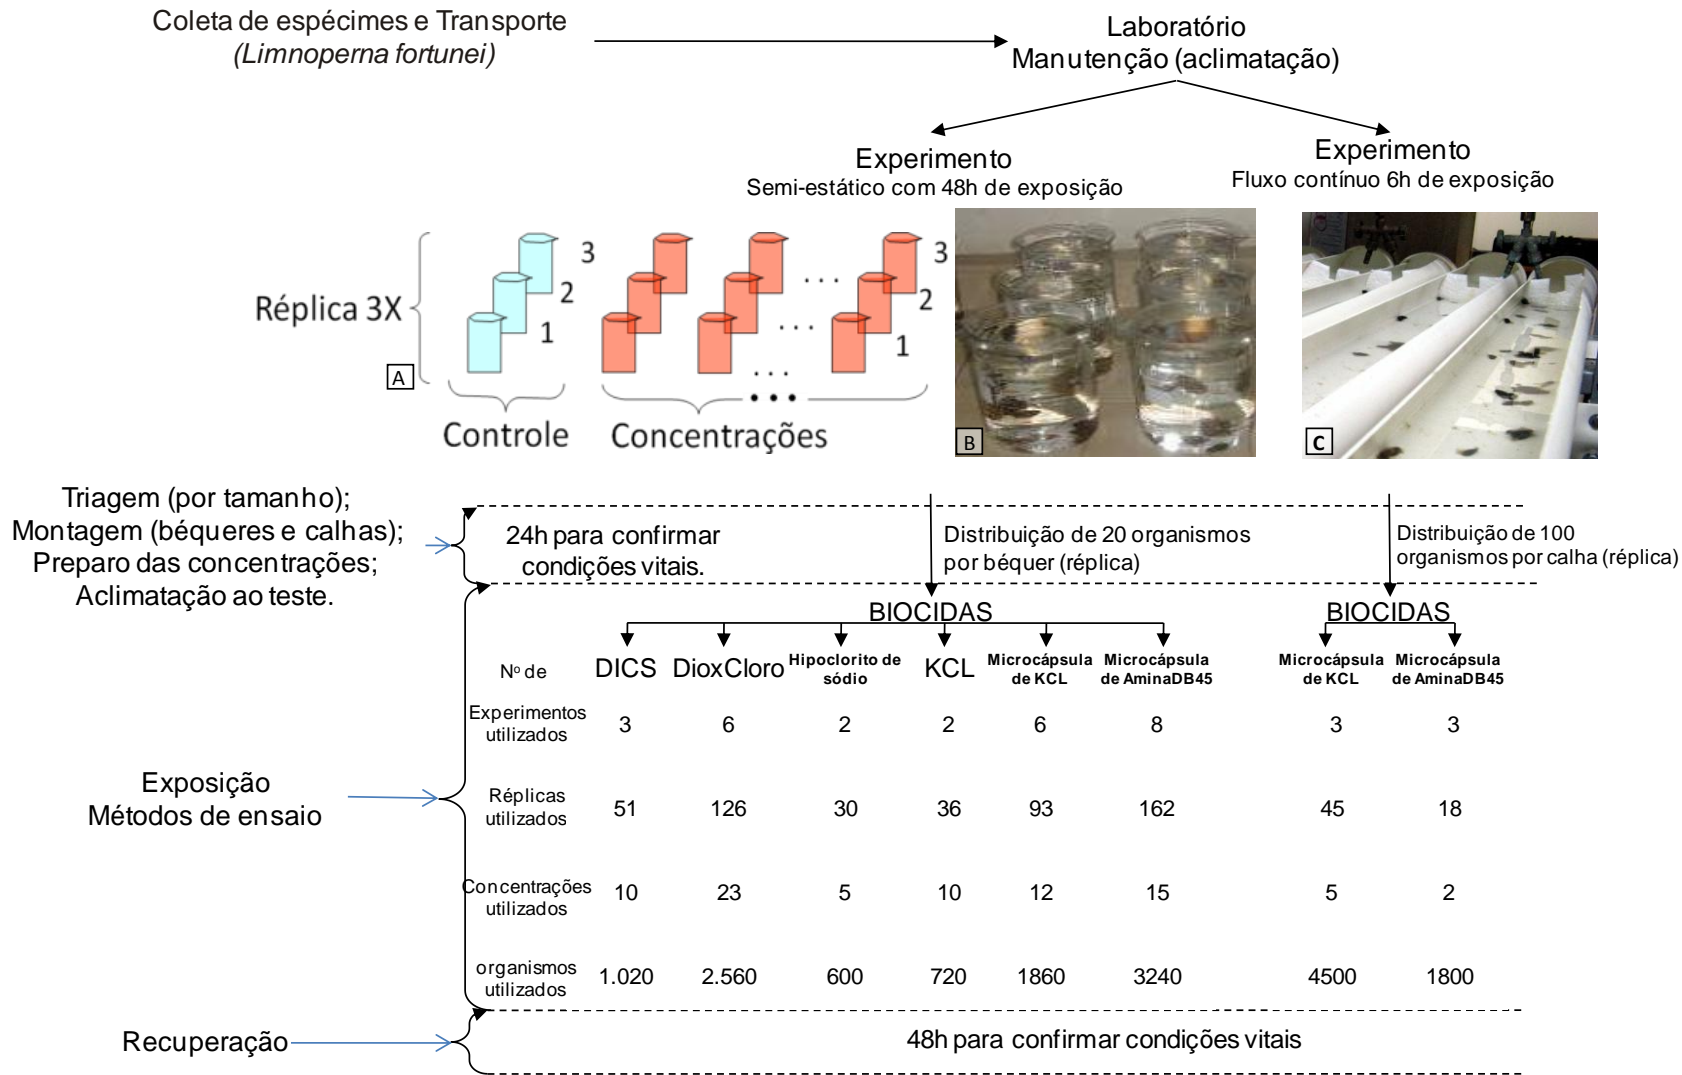 Coleta de espécimes e Transporte
(Limnoperna fortunei)
Laboratório
Manutenção (aclimatação)
Experimento
Semi-estático com 48h de exposição
Experimento
Fluxo contínuo 6h de exposição
Réplica 3X
3
2
1
3
2
1
. . .
. . .
. . .
A
B
C
Controle
Concentrações
Triagem (por tamanho);
Montagem (béqueres e calhas);
Preparo das concentrações;
Aclimatação ao teste.
24h para confirmar
condições vitais.
Distribuição de 20 organismos
por béquer (réplica)
Distribuição de 100
organismos por calha (réplica)
BIOCIDAS
BIOCIDAS
Nº de
DICS
DioxCloro
Hipoclorito de
sódio
KCL
Microcápsula
de KCL
Microcápsula
de AminaDB45
Microcápsula
de KCL
Microcápsula
de AminaDB45
Experimentos
utilizados
3 6 2 2 6 8 3 3
Exposição
Métodos de ensaio
Réplicas
utilizados
51 126 30 36 93 162 45 18
Concentrações
utilizados
10 23 5 10 12 15 5 2
organismos
utilizados
1.020 2.560 600 720 1860 3240 4500 1800
Recuperação
48h para confirmar condições vitais